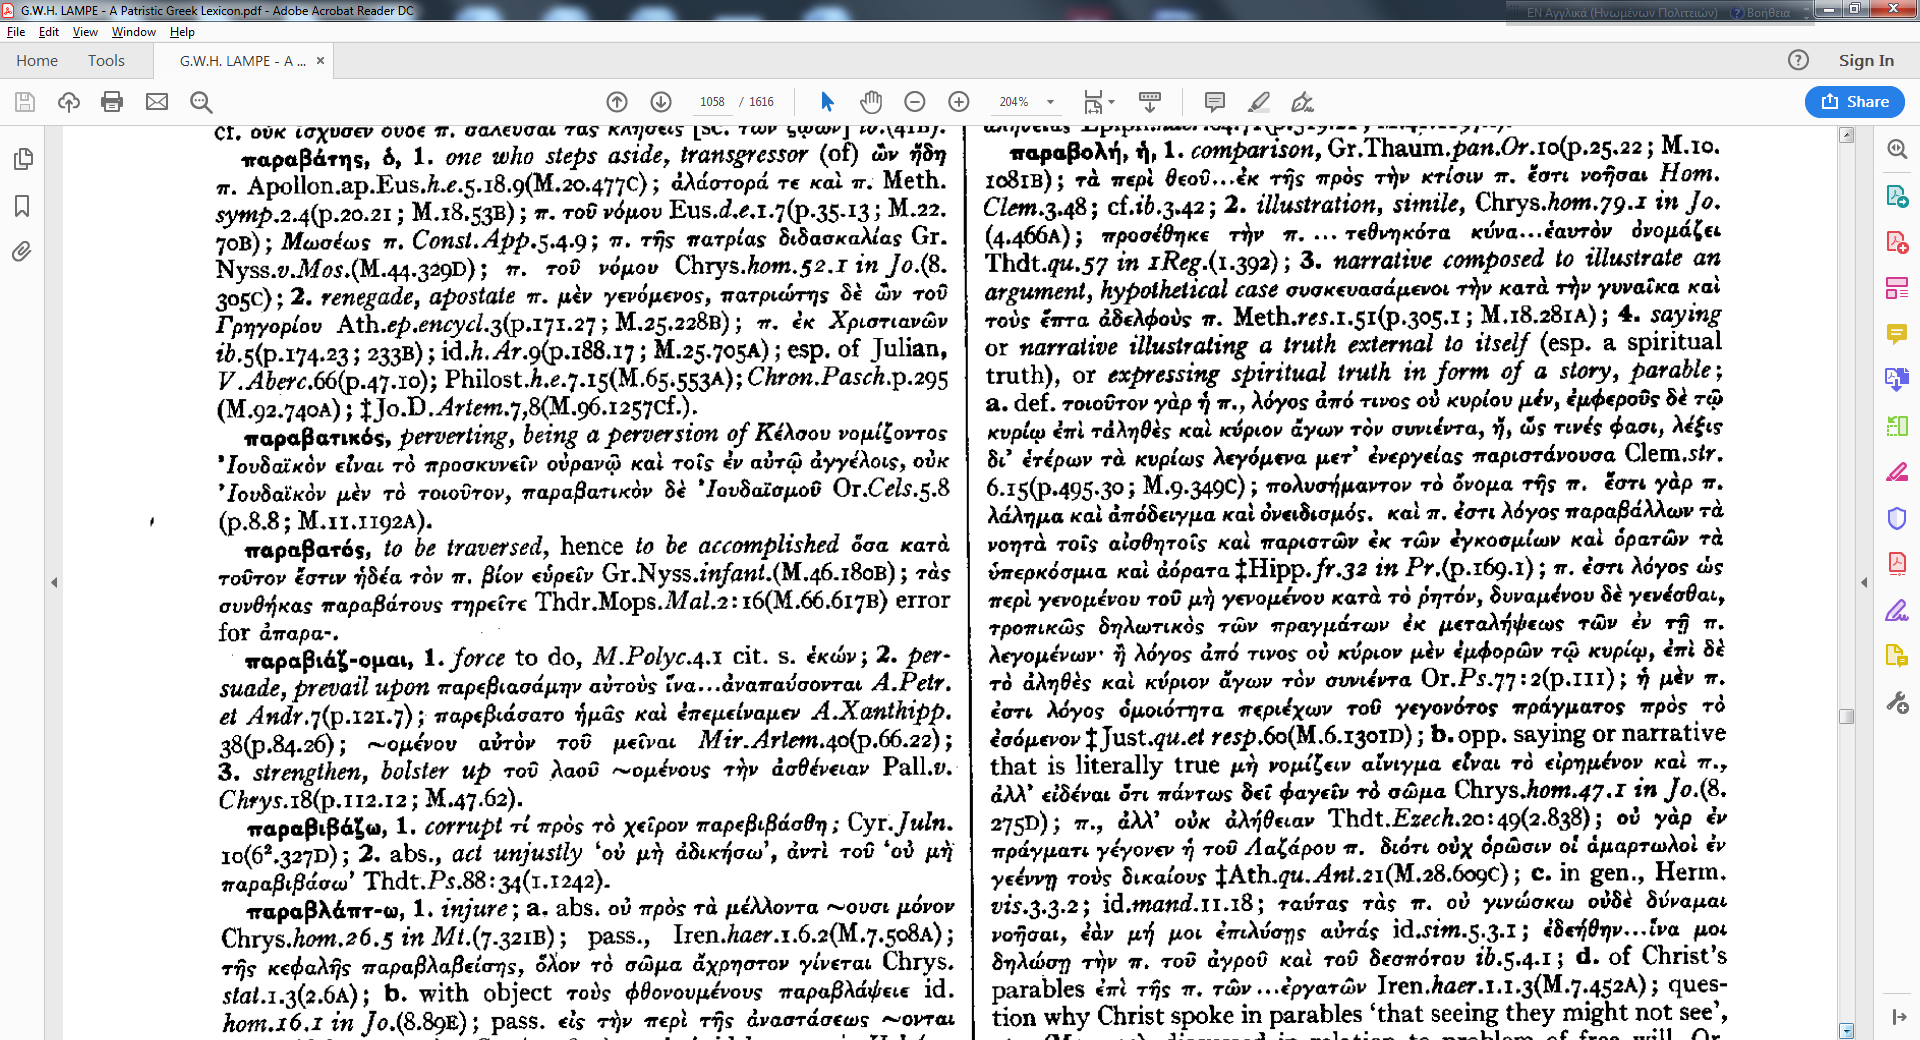 G.W.H. LAMPE - A Patristic Greek Lexicon.pdf - Adobe Acrobat Reader DC
EN Αγγλικά (Ηνωμένων Πολιτειών) Βοήθεια
File Edit View Window Help
Home Tools G.W.H. LAMPE - A ... × Sign In
1058 / 1616 204% Share
cf. οὐκ ἴσχυσεν οὐδὲ π. σαλεῦσαι τὰς κλήσεις [sc. τῶν ζῴων] ib.(41B).
παραβάτης, ὁ, 1. one who steps aside, transgressor (of) ὧν ἤδη
π. Apollon.ap.Eus.h.e.5.18.9(M.20.477C); ἀλάστορά τε καὶ π. Meth.
symp.2.4(p.20.21; M.18.53B); π. τοῦ νόμου Eus.d.e.1.7(p.35.13; M.22.
70B); Μωσέως π. Const.App.5.4.9; π. τῆς πατρίας διδασκαλίας Gr.
Nyss.v.Mos.(M.44.329D); π. τοῦ νόμου Chrys.hom.52.1 in Jo.(8.
305C); 2. renegade, apostate π. μὲν γενόμενος, πατριώτης δὲ ὢν τοῦ
Γρηγορίου Ath.ep.encycl.3(p.171.27; M.25.228B); π. ἐκ Χριστιανῶν
ib.5(p.174.23; 233B); id.h.Ar.9(p.188.17; M.25.705A); esp. of Julian,
V.Aberc.66(p.47.10); Philost.h.e.7.15(M.65.553A); Chron.Pasch.p.295
(M.92.740A); ‡Jo.D.Artem.7,8(M.96.1257Cf.).
παραβατικός, perverting, being a perversion of Κέλσου νομίζοντος
Ἰουδαϊκὸν εἶναι τὸ προσκυνεῖν οὐρανῷ καὶ τοῖς ἐν αὐτῷ ἀγγέλοις, οὐκ
Ἰουδαϊκὸν μὲν τὸ τοιοῦτον, παραβατικὸν δὲ Ἰουδαϊσμοῦ Or.Cels.5.8
(p.8.8; M.11.1192A).
παραβατός, to be traversed, hence to be accomplished ὅσα κατὰ
τοῦτον ἔστιν ἡδέα τὸν π. βίον εὑρεῖν Gr.Nyss.infant.(M.46.180B); τὰς
συνθήκας παραβάτους τηρεῖτε Thdr.Mops.Mal.2:16(M.66.617B) error
for ἀπαρα-.
παραβιάζ-ομαι, 1. force to do, M.Polyc.4.1 cit. s. ἑκών; 2. per-
suade, prevail upon παρεβιασάμην αὐτοὺς ἵνα...ἀναπαύσονται A.Petr.
et Andr.7(p.121.7); παρεβιάσατο ἡμᾶς καὶ ἐπεμείναμεν A.Xanthipp.
38(p.84.26); ~ομένου αὐτὸν τοῦ μεῖναι Mir.Artem.40(p.66.22);
3. strengthen, bolster up τοῦ λαοῦ ~ομένους τὴν ἀσθένειαν Pall.v.
Chrys.18(p.112.12; M.47.62).
παραβιβάζω, 1. corrupt τί πρὸς τὸ χεῖρον παρεβιβάσθη; Cyr.Juln.
10(6².327D); 2. abs., act unjustly ‘οὐ μὴ ἀδικήσω’, ἀντὶ τοῦ ‘οὐ μὴ
παραβιβάσω’ Thdt.Ps.88:34(1.1242).
παραβλάπτ-ω, 1. injure; a. abs. οὐ πρὸς τὰ μέλλοντα ~ουσι μόνον
Chrys.hom.26.5 in Mt.(7.321B); pass., Iren.haer.1.6.2(M.7.508A);
τῆς κεφαλῆς παραβλαβείσης, ὅλον τὸ σῶμα ἄχρηστον γίνεται Chrys.
stat.1.3(2.6A); b. with object τοὺς φθονουμένους παραβλάψειε id.
hom.16.1 in Jo.(8.89E); pass. εἰς τὴν περὶ τῆς ἀναστάσεως ~ονται
παραβολή, ἡ, 1. comparison, Gr.Thaum.pan.Or.10(p.25.22; M.10.
1081B); τὰ περὶ θεοῦ...ἐκ τῆς πρὸς τὴν κτίσιν π. ἔστι νοῆσαι Hom.
Clem.3.48; cf.ib.3.42; 2. illustration, simile, Chrys.hom.79.1 in Jo.
(4.466A); προσέθηκε τὴν π. ... τεθνηκότα κύνα...ἑαυτὸν ὀνομάζει
Thdt.qu.57 in 1Reg.(1.392); 3. narrative composed to illustrate an
argument, hypothetical case συσκευασάμενοι τὴν κατὰ τὴν γυναῖκα καὶ
τοὺς ἕπτα ἀδελφοὺς π. Meth.res.1.51(p.305.1; M.18.281A); 4. saying
or narrative illustrating a truth external to itself (esp. a spiritual
truth), or expressing spiritual truth in form of a story, parable;
a. def. τοιοῦτον γὰρ ἡ π., λόγος ἀπό τινος οὐ κυρίου μέν, ἐμφεροῦς δὲ τῷ
κυρίῳ ἐπὶ τἀληθὲς καὶ κύριον ἄγων τὸν συνιέντα, ἤ, ὥς τινές φασι, λέξις
δι’ ἑτέρων τὰ κυρίως λεγόμενα μετ’ ἐνεργείας παριστάνουσα Clem.str.
6.15(p.495.30; M.9.349C); πολυσήμαντον τὸ ὄνομα τῆς π. ἔστι γὰρ π.
λάλημα καὶ ἀπόδειγμα καὶ ὀνειδισμός. καὶ π. ἐστι λόγος παραβάλλων τὰ
νοητὰ τοῖς αἰσθητοῖς καὶ παριστῶν ἐκ τῶν ἐγκοσμίων καὶ ὁρατῶν τὰ
ὑπερκόσμια καὶ ἀόρατα ‡Hipp.fr.32 in Pr.(p.169.1); π. ἐστι λόγος ὡς
περὶ γενομένου τοῦ μὴ γενομένου κατὰ τὸ ῥητόν, δυναμένου δὲ γενέσθαι,
τροπικῶς δηλωτικὸς τῶν πραγμάτων ἐκ μεταλήψεως τῶν ἐν τῇ π.
λεγομένων· ἢ λόγος ἀπό τινος οὐ κύριον μὲν ἐμφορῶν τῷ κυρίῳ, ἐπὶ δὲ
τὸ ἀληθὲς καὶ κύριον ἄγων τὸν συνιέντα Or.Ps.77:2(p.111); ἡ μὲν π.
ἐστι λόγος ὁμοιότητα περιέχων τοῦ γεγονότος πράγματος πρὸς τὸ
ἐσόμενον ‡Just.qu.et resp.60(M.6.1301D); b. opp. saying or narrative
that is literally true μὴ νομίζειν αἴνιγμα εἶναι τὸ εἰρημένον καὶ π.,
ἀλλ’ εἰδέναι ὅτι πάντως δεῖ φαγεῖν τὸ σῶμα Chrys.hom.47.1 in Jo.(8.
275D); π., ἀλλ’ οὐκ ἀλήθειαν Thdt.Ezech.20:49(2.838); οὐ γὰρ ἐν
πράγματι γέγονεν ἡ τοῦ Λαζάρου π. διότι οὐχ ὁρῶσιν οἱ ἁμαρτωλοὶ ἐν
γεέννῃ τοὺς δικαίους ‡Ath.qu.Ant.21(M.28.609C); c. in gen., Herm.
vis.3.3.2; id.mand.11.18; ταύτας τὰς π. οὐ γινώσκω οὐδὲ δύναμαι
νοῆσαι, ἐὰν μή μοι ἐπιλύσῃς αὐτάς id.sim.5.3.1; ἐδεήθην...ἵνα μοι
δηλώσῃ τὴν π. τοῦ ἀγροῦ καὶ τοῦ δεσπότου ib.5.4.1; d. of Christ’s
parables ἐπὶ τῆς π. τῶν...ἐργατῶν Iren.haer.1.1.3(M.7.452A); ques-
tion why Christ spoke in parables ‘that seeing they might not see’,